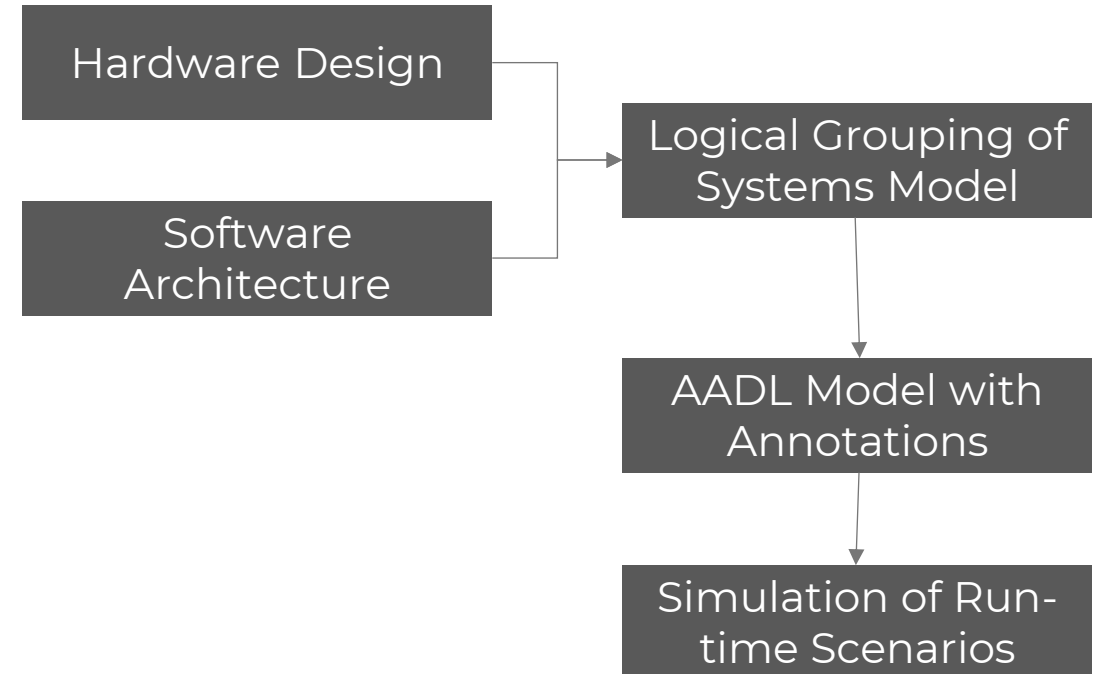 Hardware Design
Software
Architecture
Logical Grouping of
Systems Model
AADL Model with
Annotations
Simulation of Run-
time Scenarios